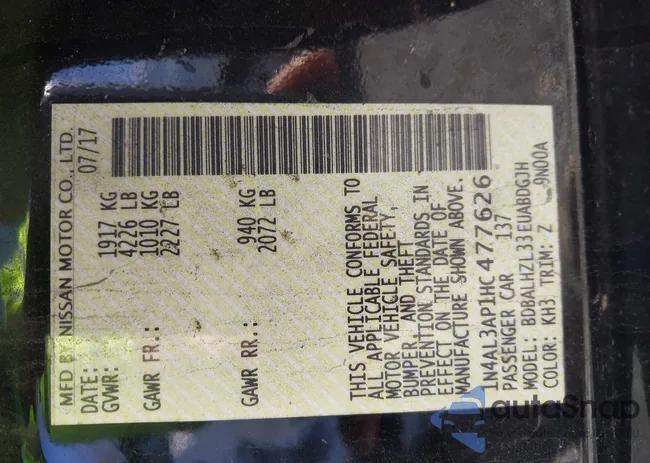 MFD BY NISSAN MOTOR CO., LTD.
DATE: 07/17
GVWR: 1917 KG
4226 LB
GAWR FR.: 1010 KG
2227 LB
GAWR RR.: 940 KG
2072 LB
THIS VEHICLE CONFORMS TO
ALL APPLICABLE FEDERAL
MOTOR VEHICLE SAFETY,
BUMPER, AND THEFT
PREVENTION STANDARDS IN
EFFECT ON THE DATE OF
MANUFACTURE SHOWN ABOVE.
1N4AL3AP1HC477626
PASSENGER CAR 137
MODEL: BDBALHZL33EUABDGJH
COLOR: KH3 TRIM: Z 9N00A
autoSnap